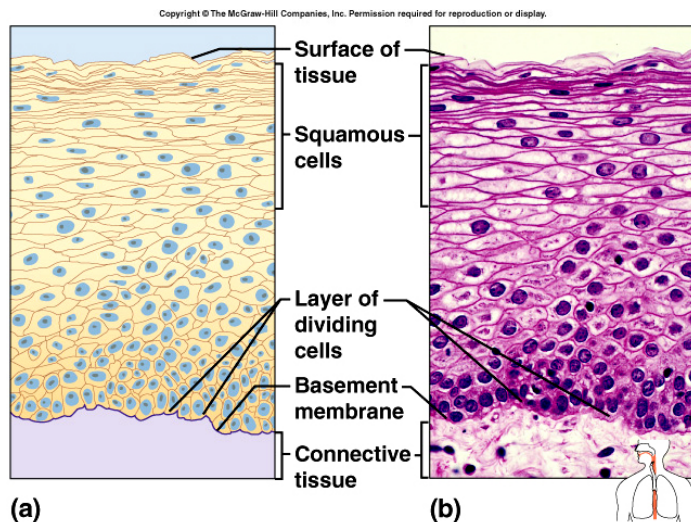 Copyright © The McGraw-Hill Companies, Inc. Permission required for reproduction or display.
Surface of
tissue
Squamous
cells
Layer of
dividing
cells
Basement
membrane
Connective
tissue
(a)
(b)